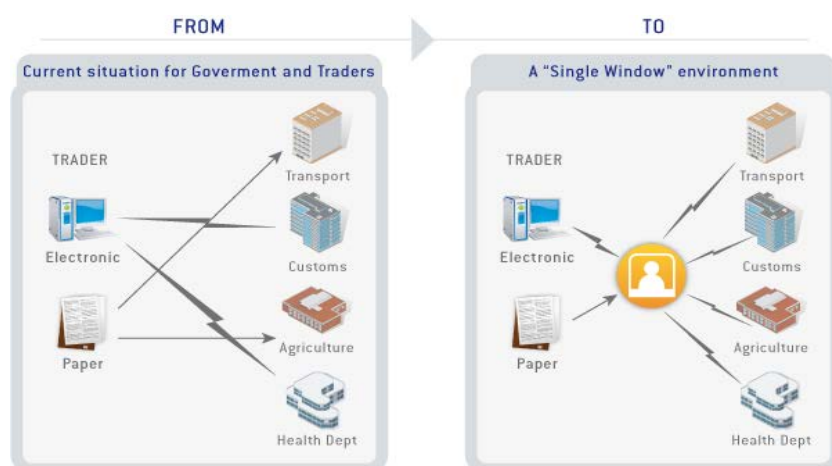 FROM
TO
Current situation for Goverment and Traders
TRADER
Electronic
Paper
Transport
Customs
Agriculture
Health Dept
A “Single Window” environment
TRADER
Electronic
Paper
Transport
Customs
Agriculture
Health Dept